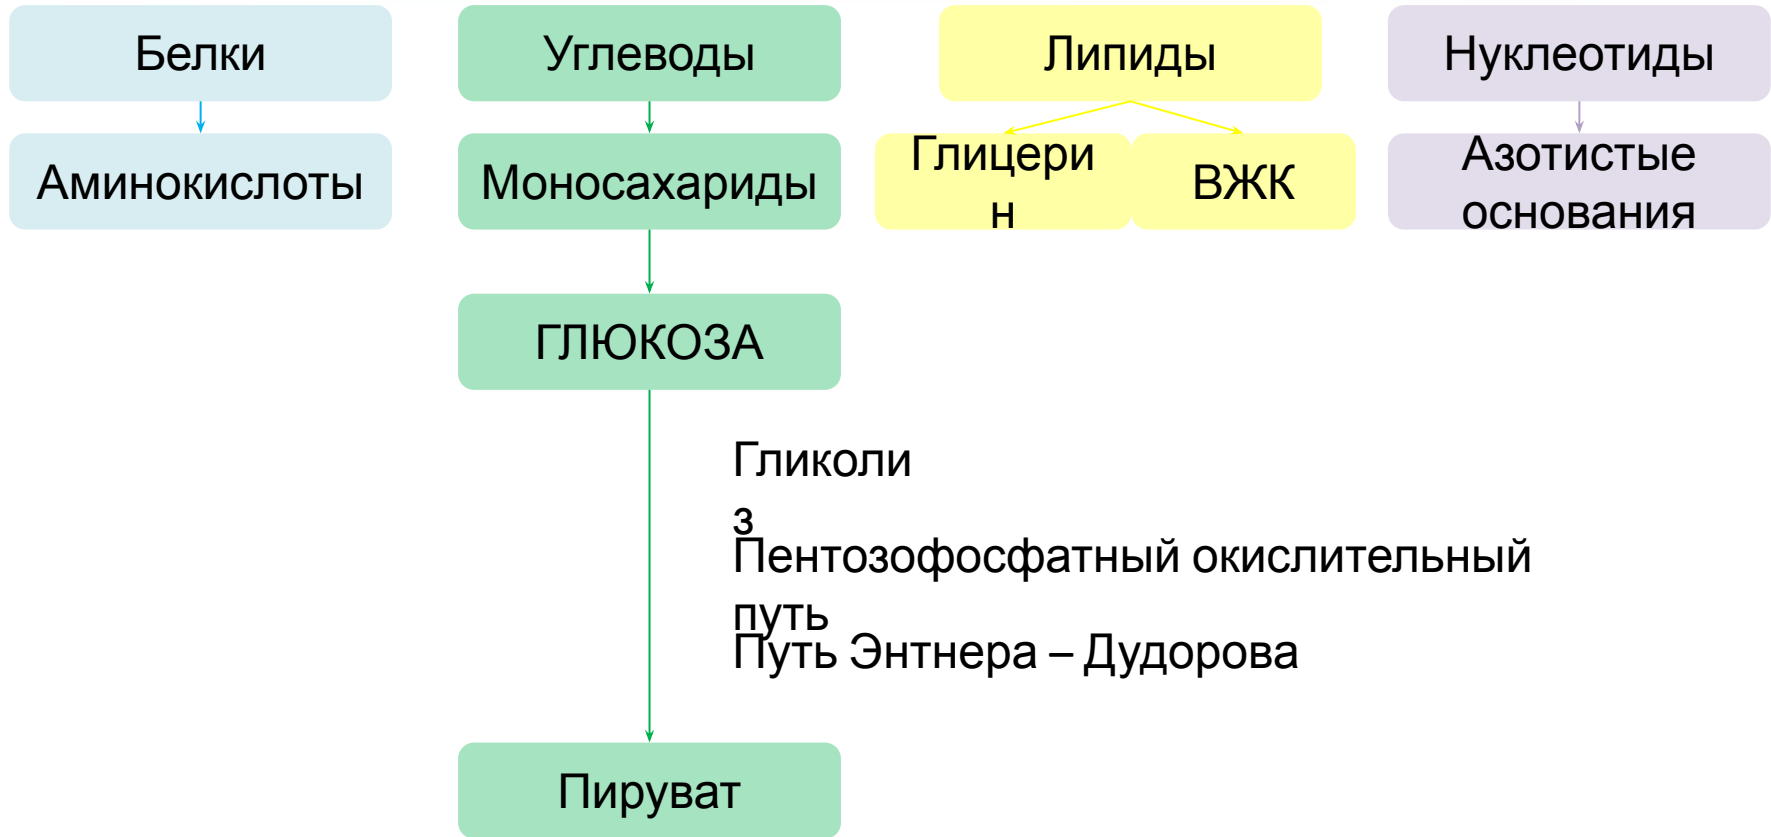 Белки
Углеводы
Липиды
Нуклеотиды
Аминокислоты
Моносахариды
Глицери
н
ВЖК
Азотистые
основания
ГЛЮКОЗА
Гликоли
з
Пентозофосфатный окислительный
путь
Путь Энтнера – Дудорова
Пируват